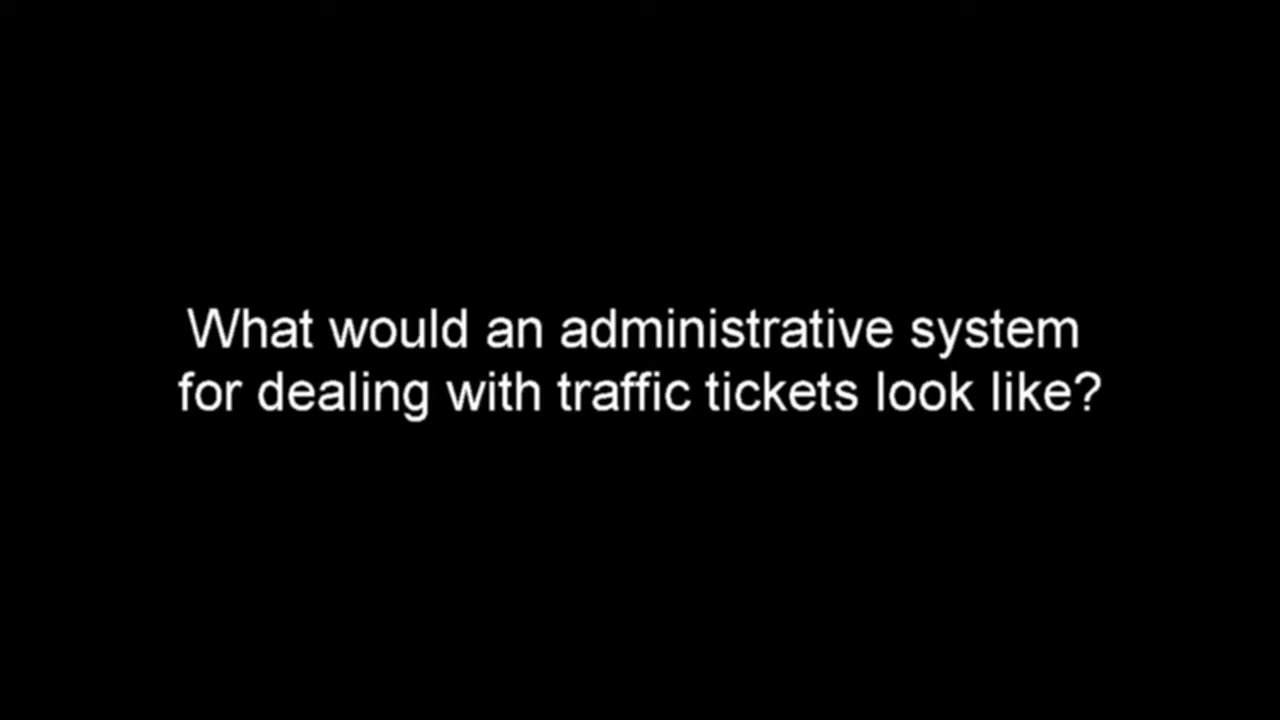 What would an administrative system
for dealing with traffic tickets look like?